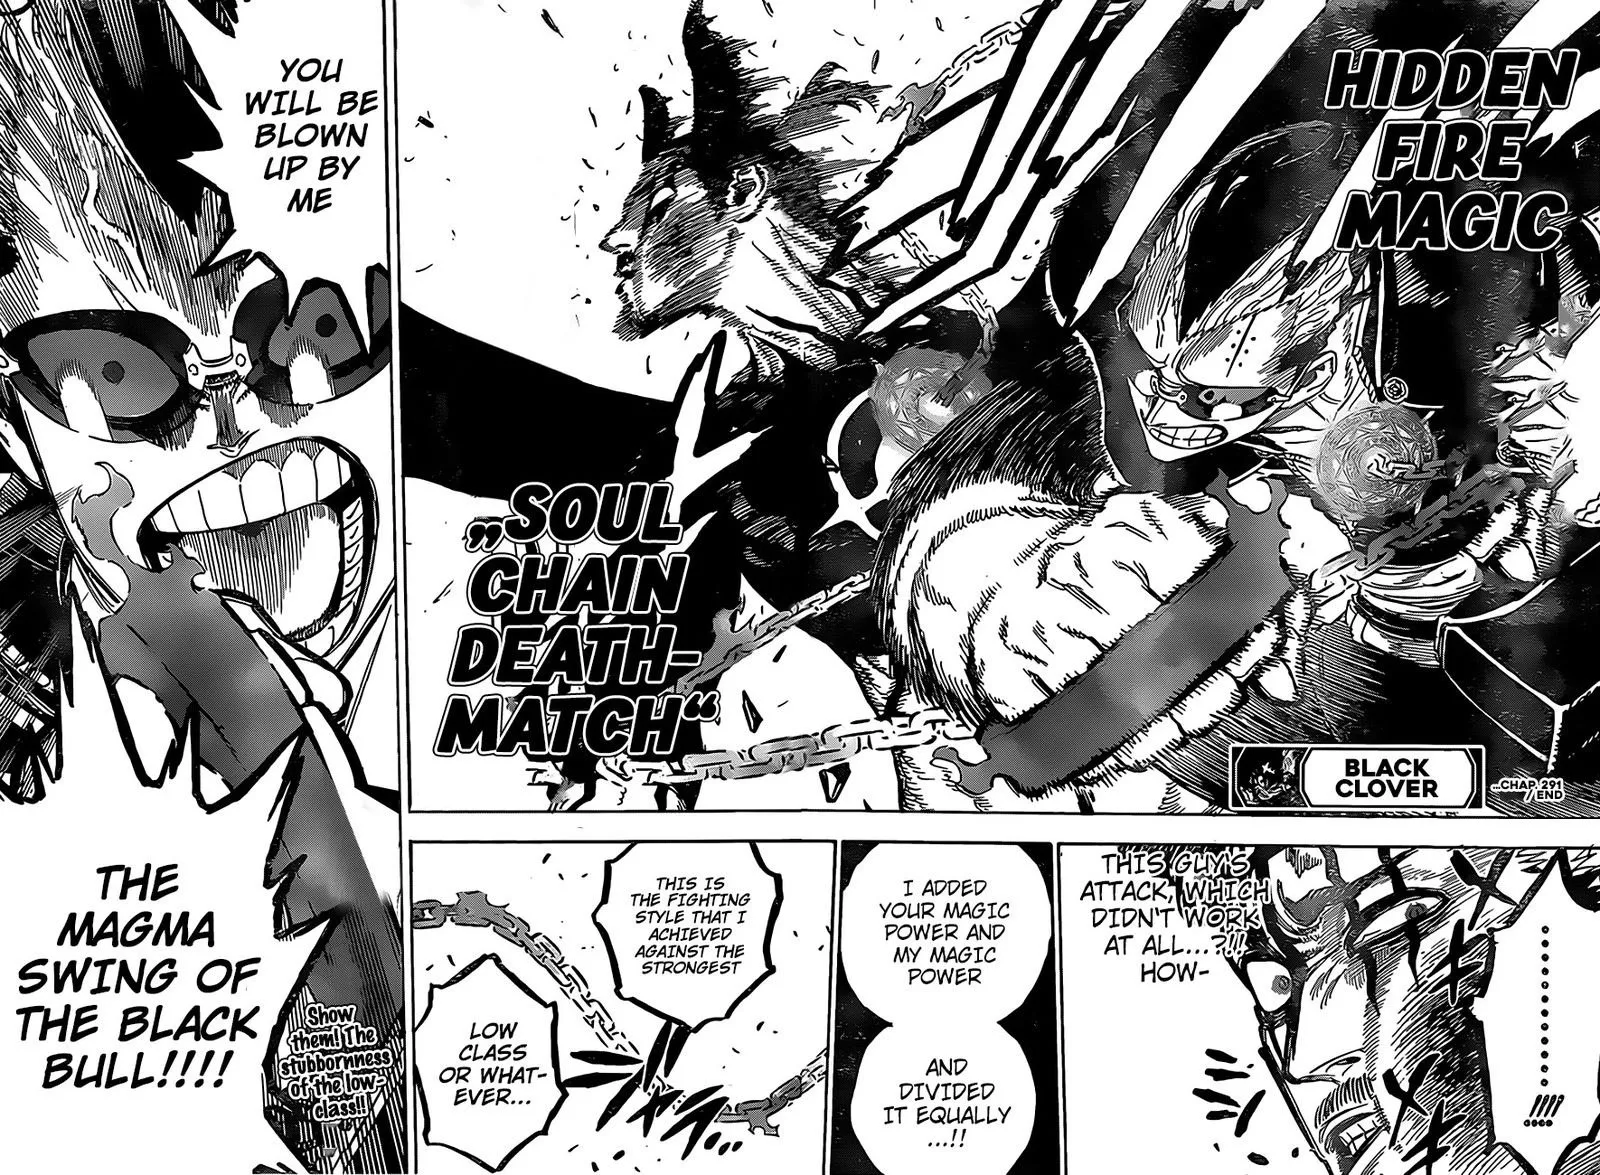 HIDDEN
FIRE
MAGIC
„SOUL
CHAIN
DEATH-
MATCH“
YOU
WILL BE
BLOWN
UP BY
ME
BLACK
CLOVER
...CHAP. 291
/END
THIS GUY'S
ATTACK, WHICH
DIDN'T WORK
AT ALL...?!!
HOW-
..............!!!!
I ADDED
YOUR MAGIC
POWER AND
MY MAGIC
POWER
AND
DIVIDED
IT EQUALLY
...!!
THIS IS
THE FIGHTING
STYLE THAT I
ACHIEVED
AGAINST THE
STRONGEST
LOW
CLASS
OR WHAT-
EVER...
THE
MAGMA
SWING OF
THE BLACK
BULL!!!!
Show
them! The
stubbornness
of the low-
class!!